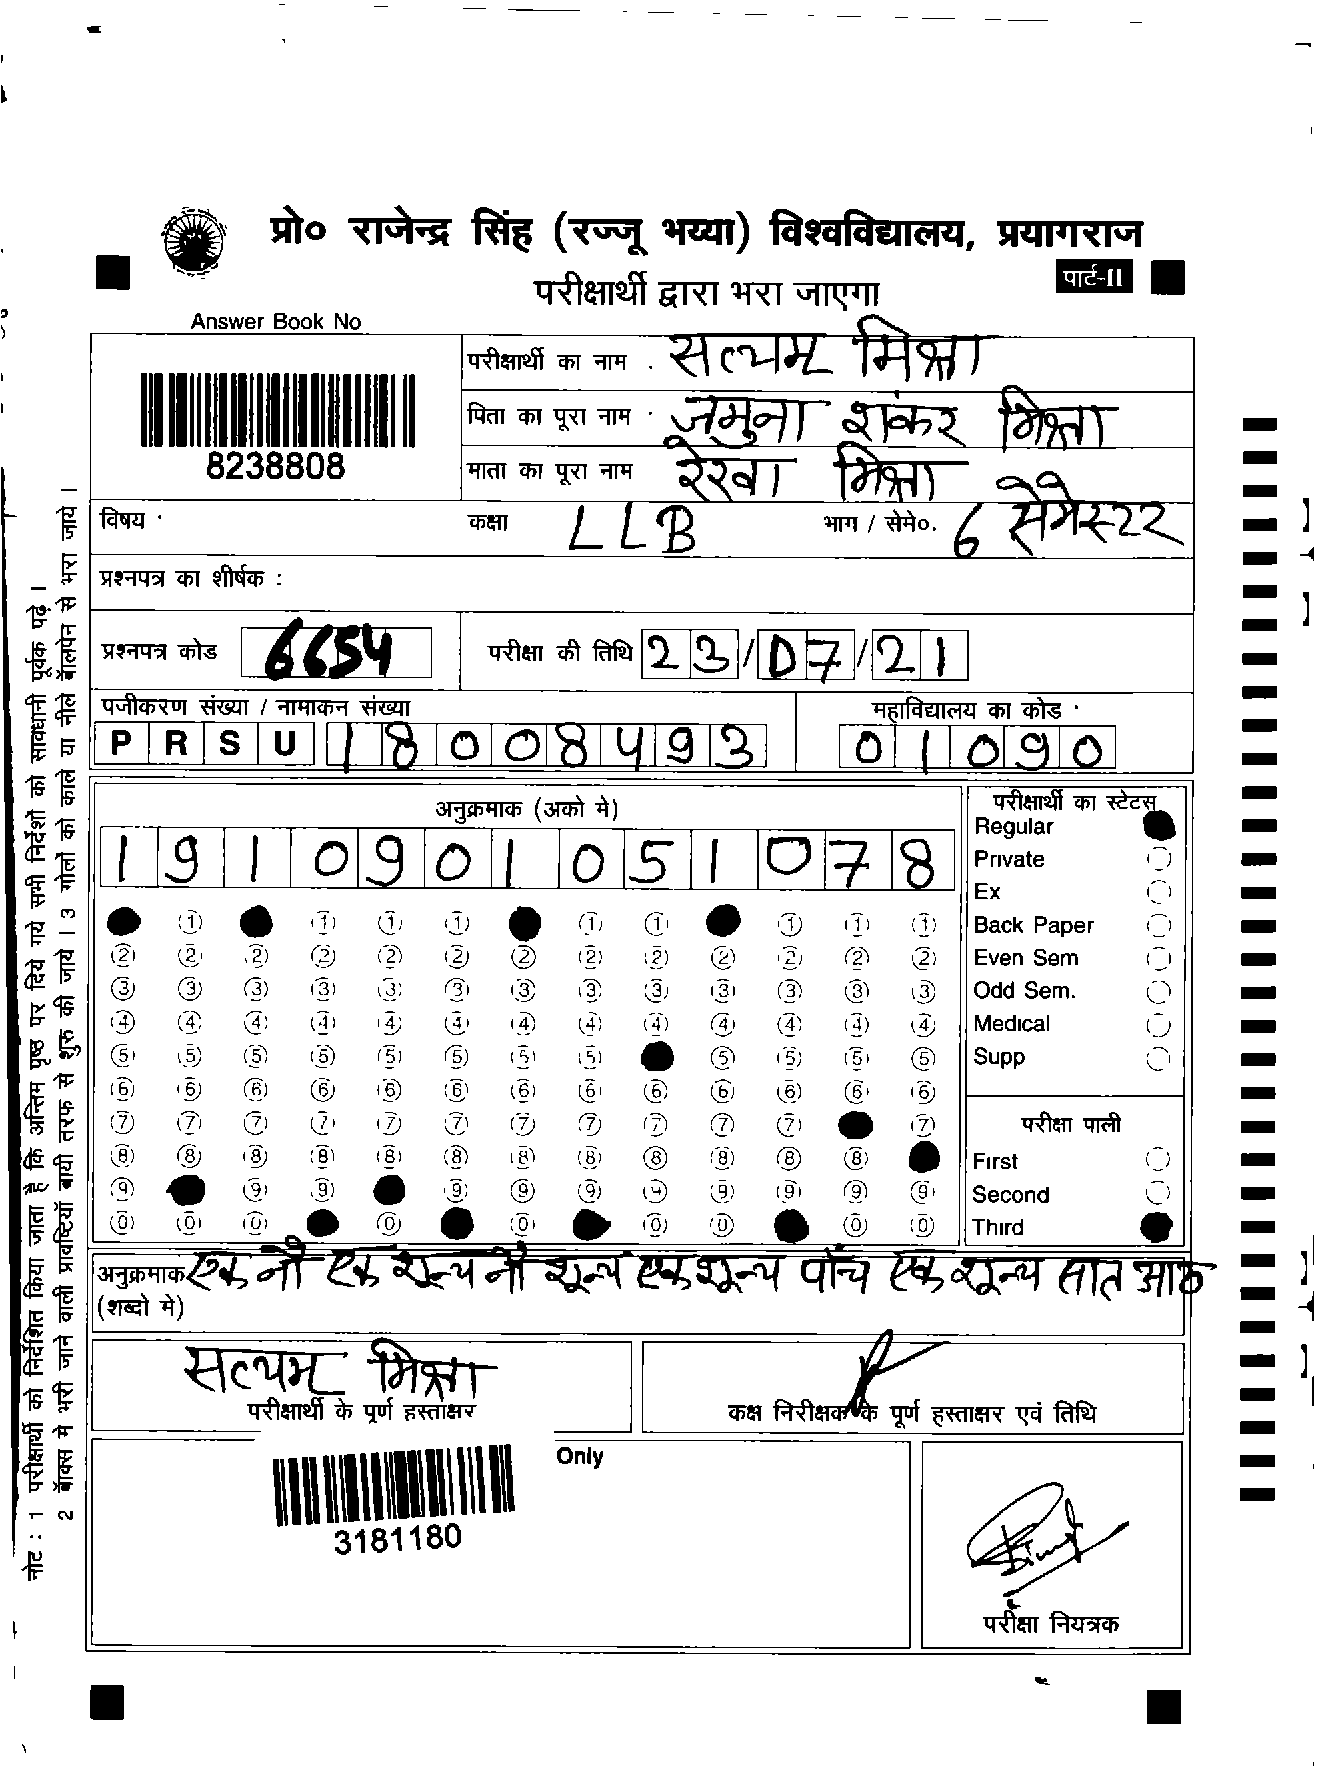 प्रो० राजेन्द्र सिंह (रज्जू भय्या) विश्वविद्यालय, प्रयागराज
पार्ट-II
परीक्षार्थी द्वारा भरा जाएगा
Answer Book No
8238808
परीक्षार्थी का नाम . सत्यम मिश्रा
पिता का पूरा नाम जमुना शंकर मिश्रा
माता का पूरा नाम रेखा मिश्रा
विषय कक्षा LLB भाग / सेमे०. 6 सेमेस्टर
प्रश्नपत्र का शीर्षक :
प्रश्नपत्र कोड 6654 परीक्षा की तिथि 23/07/21
पजीकरण संख्या / नामाकन संख्या महाविद्यालय का कोड
P R S U 1 8 0 0 8 4 9 3 0 1 0 9 0
अनुक्रमाक (अको मे)
1 9 1 0 9 0 1 0 5 1 0 7 8
1 1 1 1 1 1 1 1 1
2 2 2 2 2 2 2 2 2 2 2 2 2
3 3 3 3 3 3 3 3 3 3 3 3 3
4 4 4 4 4 4 4 4 4 4 4 4 4
5 5 5 5 5 5 5 5 5 5 5 5
6 6 6 6 6 6 6 6 6 6 6 6 6
7 7 7 7 7 7 7 7 7 7 7 7
8 8 8 8 8 8 8 8 8 8 8 8
9 9 9 9 9 9 9 9 9 9 9
0 0 0 0 0 0 0 0 0
परीक्षार्थी का स्टेटस
Regular
Private
Ex
Back Paper
Even Sem
Odd Sem.
Medical
Supp
परीक्षा पाली
First
Second
Third
अनुक्रमाक एक नौ एक शून्य नौ शून्य एक शून्य पाँच एक शून्य सात आठ
(शब्दो मे)
सत्यम मिश्रा
परीक्षार्थी के पूर्ण हस्ताक्षर
कक्ष निरीक्षक के पूर्ण हस्ताक्षर एवं तिथि
Only
3181180
परीक्षा नियत्रक
नोट : 1 परीक्षार्थी को निर्देशित किया जाता है कि अन्तिम पृष्ठ पर दिये गये सभी निर्देशों को सावधानी पूर्वक पढ़े ।
2 बॉक्स मे भरी जाने वाली प्रविष्टियाँ बायी तरफ से शुरू की जाये । 3 गोलों को काले या नीले बॉलपेन से भरा जाये ।